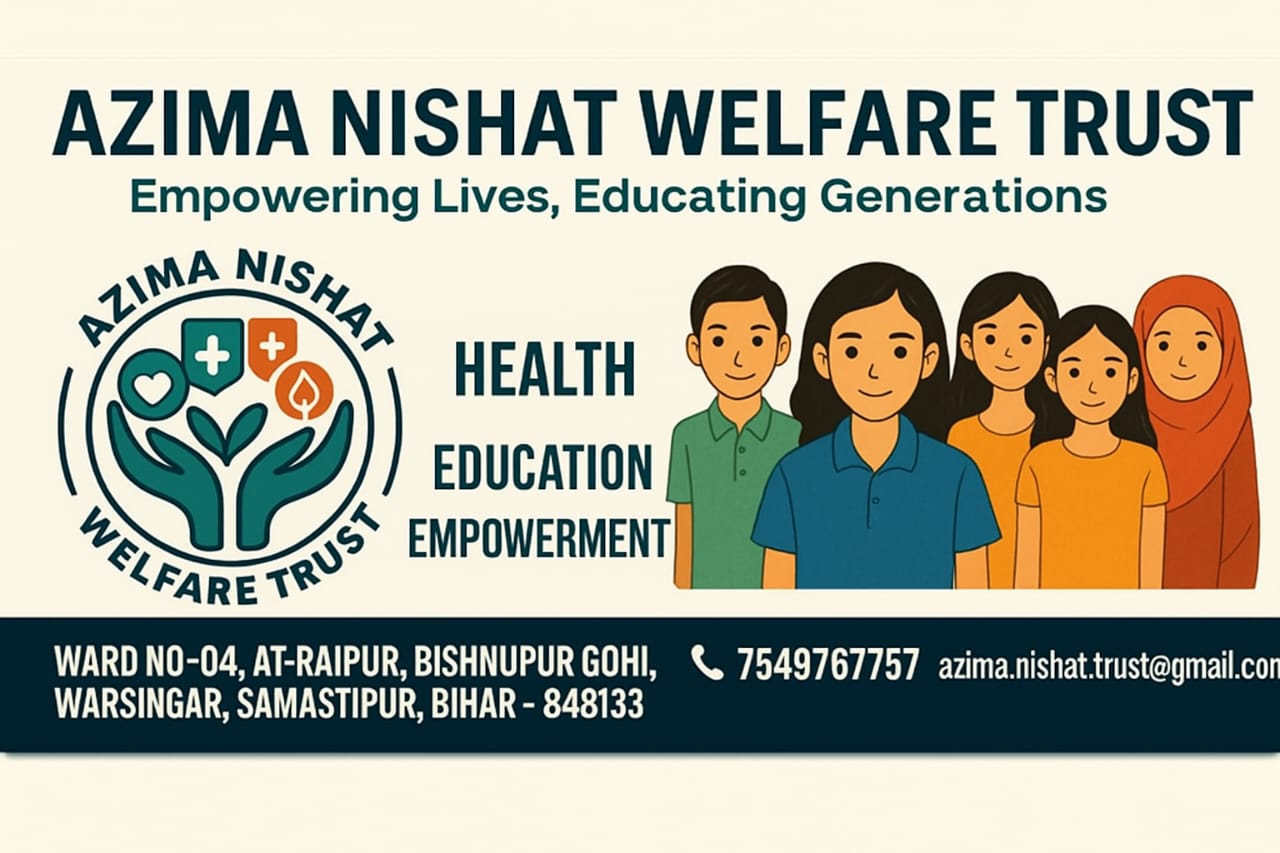 AZIMA NISHAT WELFARE TRUST
Empowering Lives, Educating Generations
AZIMA NISHAT
WELFARE TRUST
HEALTH
EDUCATION
EMPOWERMENT
WARD NO-04, AT-RAIPUR, BISHNUPUR GOHI,
WARSINGAR, SAMASTIPUR, BIHAR - 848133
7549767757
azima.nishat.trust@gmail.con